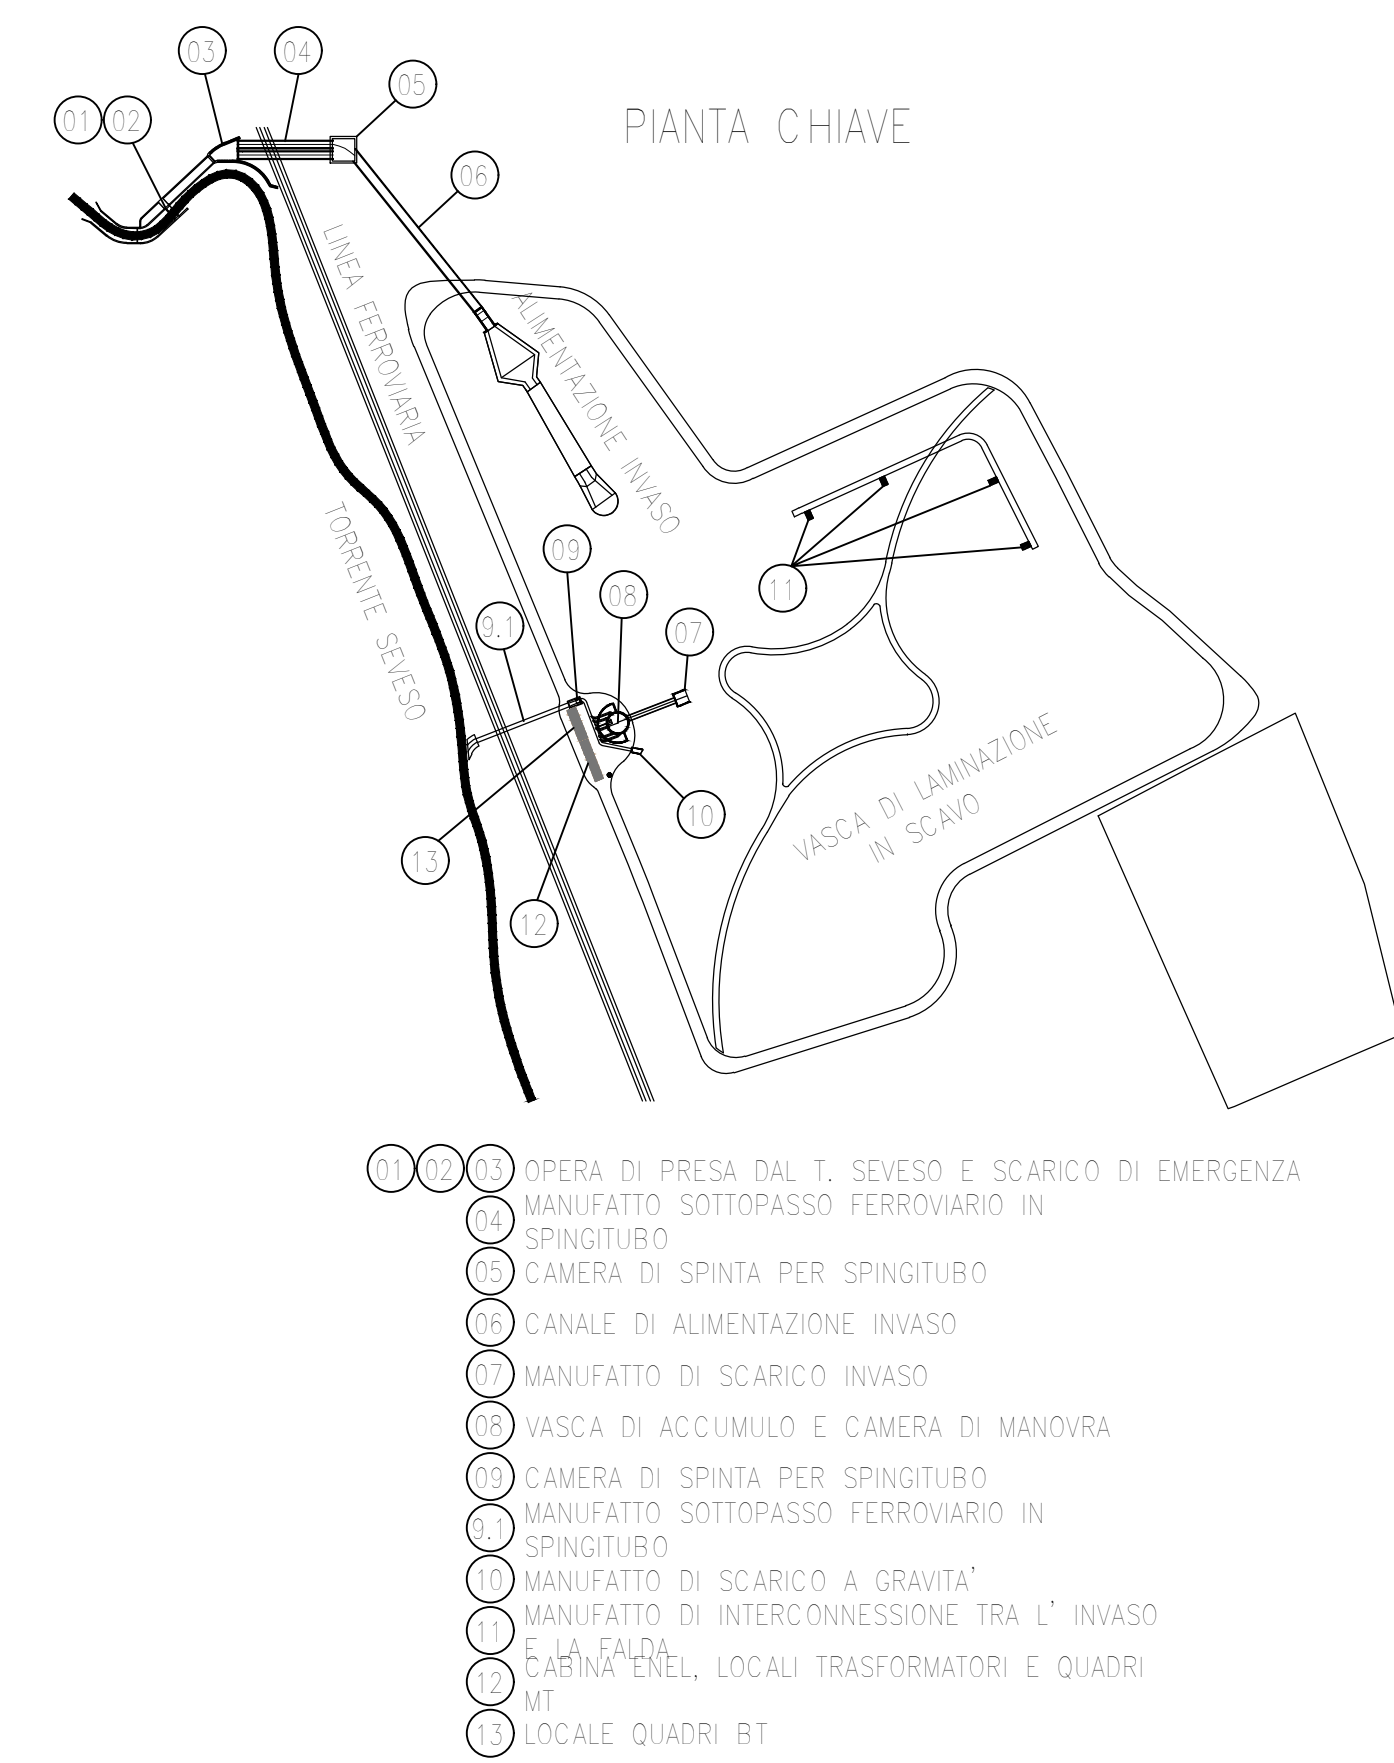 03
04
05
01
02
PIANTA CHIAVE
06
LINEA FERROVIARIA
ALIMENTAZIONE INVASO
TORRENTE SEVESO
09
08
11
9.1
07
VASCA DI LAMINAZIONE
IN SCAVO
10
13
12
01 02 03 OPERA DI PRESA DAL T. SEVESO E SCARICO DI EMERGENZA
04 MANUFATTO SOTTOPASSO FERROVIARIO IN
SPINGITUBO
05 CAMERA DI SPINTA PER SPINGITUBO
06 CANALE DI ALIMENTAZIONE INVASO
07 MANUFATTO DI SCARICO INVASO
08 VASCA DI ACCUMULO E CAMERA DI MANOVRA
09 CAMERA DI SPINTA PER SPINGITUBO
9.1 MANUFATTO SOTTOPASSO FERROVIARIO IN
SPINGITUBO
10 MANUFATTO DI SCARICO A GRAVITA'
11 MANUFATTO DI INTERCONNESSIONE TRA L' INVASO
E LA FALDA
12 CABINA ENEL, LOCALI TRASFORMATORI E QUADRI
MT
13 LOCALE QUADRI BT